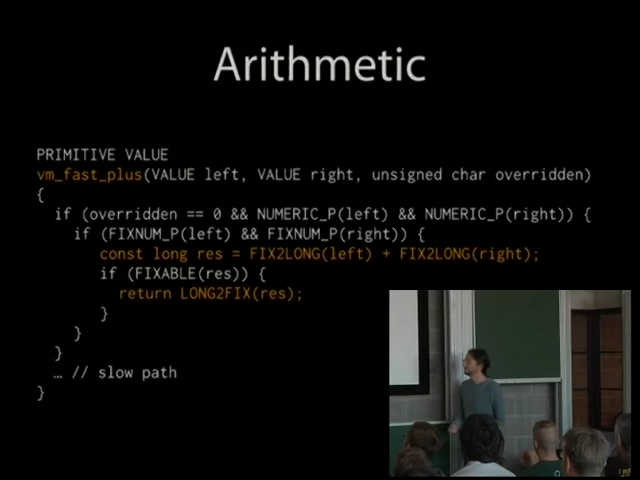 Arithmetic
PRIMITIVE VALUE
vm_fast_plus(VALUE left, VALUE right, unsigned char overridden)
{
if (overridden == 0 && NUMERIC_P(left) && NUMERIC_P(right)) {
if (FIXNUM_P(left) && FIXNUM_P(right)) {
const long res = FIX2LONG(left) + FIX2LONG(right);
if (FIXABLE(res)) {
return LONG2FIX(res);
}
}
}
… // slow path
}